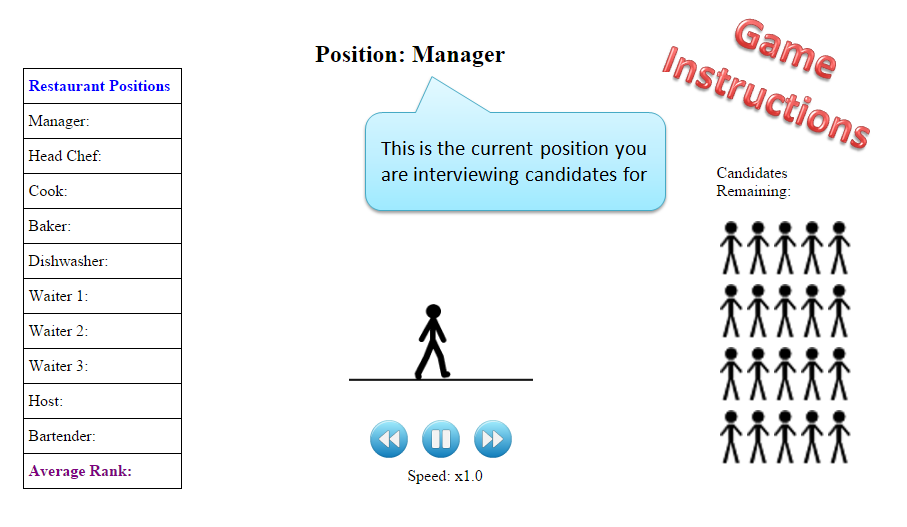 Position: Manager
Game
Instructions
Restaurant Positions
Manager:
Head Chef:
Cook:
Baker:
Dishwasher:
Waiter 1:
Waiter 2:
Waiter 3:
Host:
Bartender:
Average Rank:
This is the current position you
are interviewing candidates for
Candidates
Remaining:
Speed: x1.0